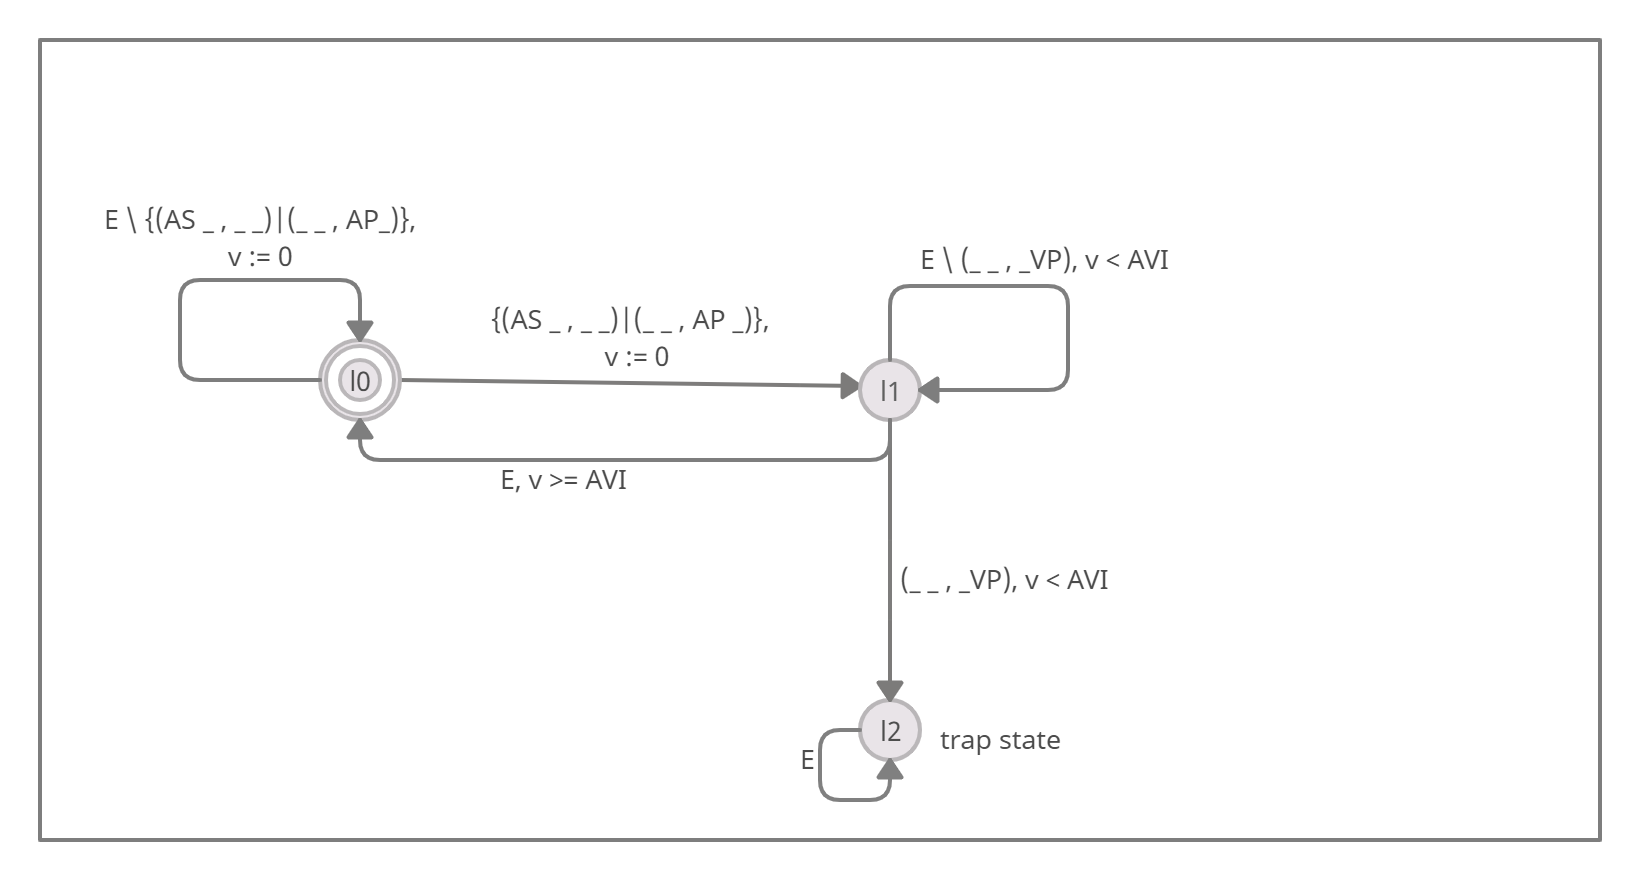 E \ {(AS _ , _ _)|(_ _ , AP_)},
v := 0
E \ (_ _ , _VP), v < AVI
{(AS _ , _ _)|(_ _ , AP _)},
v := 0
l0
l1
E, v >= AVI
(_ _ , _VP), v < AVI
l2
trap state
E